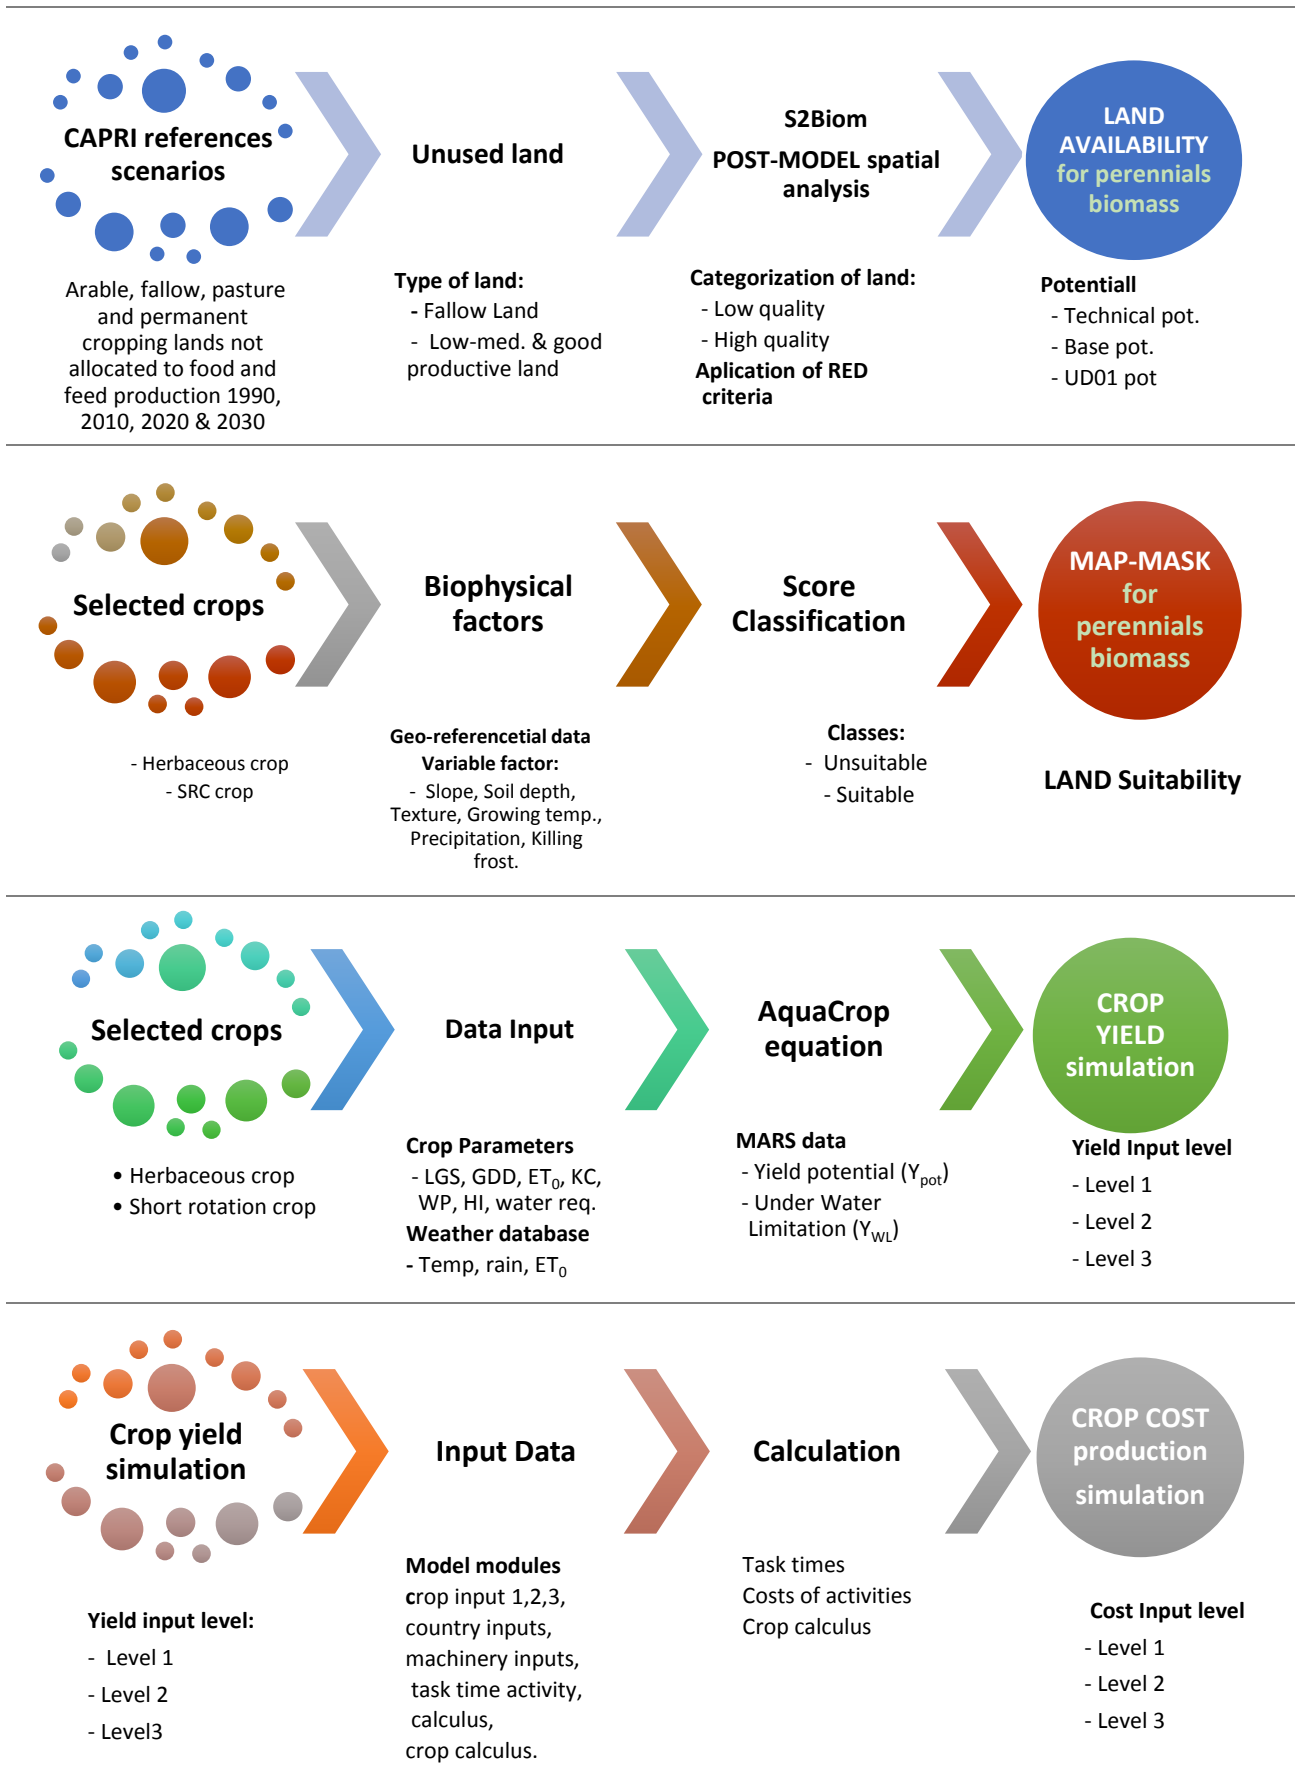 CAPRI references
scenarios
Unused land
S2Biom
POST-MODEL spatial
analysis
LAND
AVAILABILITY
for perennials
biomass
Arable, fallow, pasture
and permanent
cropping lands not
allocated to food and
feed production 1990,
2010, 2020 & 2030
Type of land:
- Fallow Land
- Low-med. & good
productive land
Categorization of land:
- Low quality
- High quality
Aplication of RED
criteria
Potentiall
- Technical pot.
- Base pot.
- UD01 pot
Selected crops
Biophysical
factors
Score
Classification
MAP-MASK
for
perennials
biomass
- Herbaceous crop
- SRC crop
Geo-referencetial data
Variable factor:
- Slope, Soil depth,
Texture, Growing temp.,
Precipitation, Killing
frost.
Classes:
- Unsuitable
- Suitable
LAND Suitability
Selected crops
Data Input
AquaCrop
equation
CROP
YIELD
simulation
• Herbaceous crop
• Short rotation crop
Crop Parameters
- LGS, GDD, ET0, KC,
WP, HI, water req.
Weather database
- Temp, rain, ET0
MARS data
- Yield potential (Ypot)
- Under Water
Limitation (YWL)
Yield Input level
- Level 1
- Level 2
- Level 3
Crop yield
simulation
Input Data
Calculation
CROP COST
production
simulation
Yield input level:
- Level 1
- Level 2
- Level3
Model modules
crop input 1,2,3,
country inputs,
machinery inputs,
task time activity,
calculus,
crop calculus.
Task times
Costs of activities
Crop calculus
Cost Input level
- Level 1
- Level 2
- Level 3